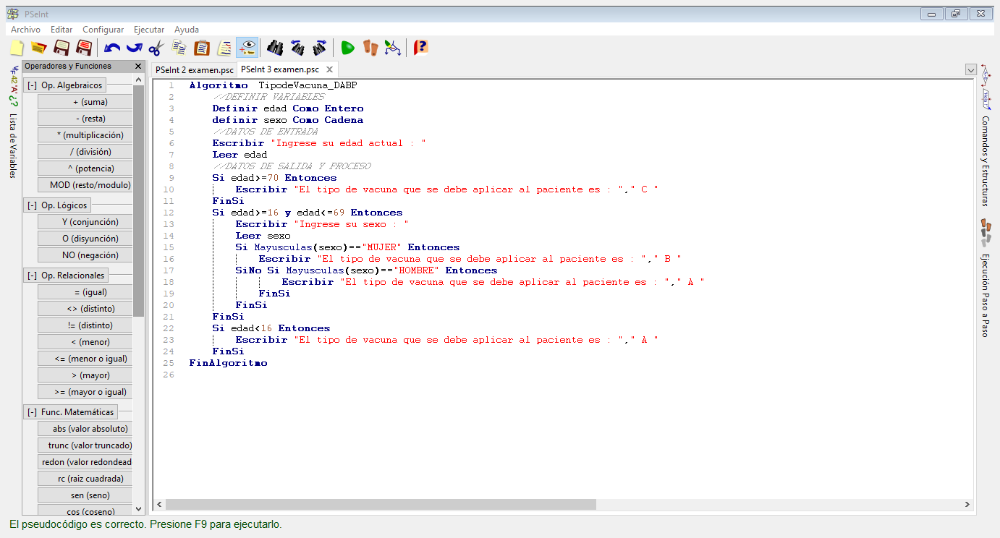 PSeInt
Archivo Editar Configurar Ejecutar Ayuda
Lista de Variables
Operadores y Funciones
[-] Op. Algebraicos
+ (suma)
- (resta)
* (multiplicación)
/ (división)
^ (potencia)
MOD (resto/modulo)
[-] Op. Lógicos
Y (conjunción)
O (disyunción)
NO (negación)
[-] Op. Relacionales
= (igual)
<> (distinto)
!= (distinto)
< (menor)
<= (menor o igual)
> (mayor)
>= (mayor o igual)
[-] Func. Matemáticas
abs (valor absoluto)
trunc (valor truncado)
redon (valor redondead
rc (raiz cuadrada)
sen (seno)
cos (coseno)
PSeInt 2 examen.psc PSeInt 3 examen.psc
1 Algoritmo TipodeVacuna_DABP
2 //DEFINIR VARIABLES
3 Definir edad Como Entero
4 definir sexo Como Cadena
5 //DATOS DE ENTRADA
6 Escribir "Ingrese su edad actual : "
7 Leer edad
8 //DATOS DE SALIDA Y PROCESO
9 Si edad>=70 Entonces
10 Escribir "El tipo de vacuna que se debe aplicar al paciente es : "," C "
11 FinSi
12 Si edad>=16 y edad<=69 Entonces
13 Escribir "Ingrese su sexo : "
14 Leer sexo
15 Si Mayusculas(sexo)=="MUJER" Entonces
16 Escribir "El tipo de vacuna que se debe aplicar al paciente es : "," B "
17 SiNo Si Mayusculas(sexo)=="HOMBRE" Entonces
18 Escribir "El tipo de vacuna que se debe aplicar al paciente es : "," A "
19 FinSi
20 FinSi
21 FinSi
22 Si edad<16 Entonces
23 Escribir "El tipo de vacuna que se debe aplicar al paciente es : "," A "
24 FinSi
25 FinAlgoritmo
26
Comandos y Estructuras
Ejecución Paso a Paso
El pseudocódigo es correcto. Presione F9 para ejecutarlo.